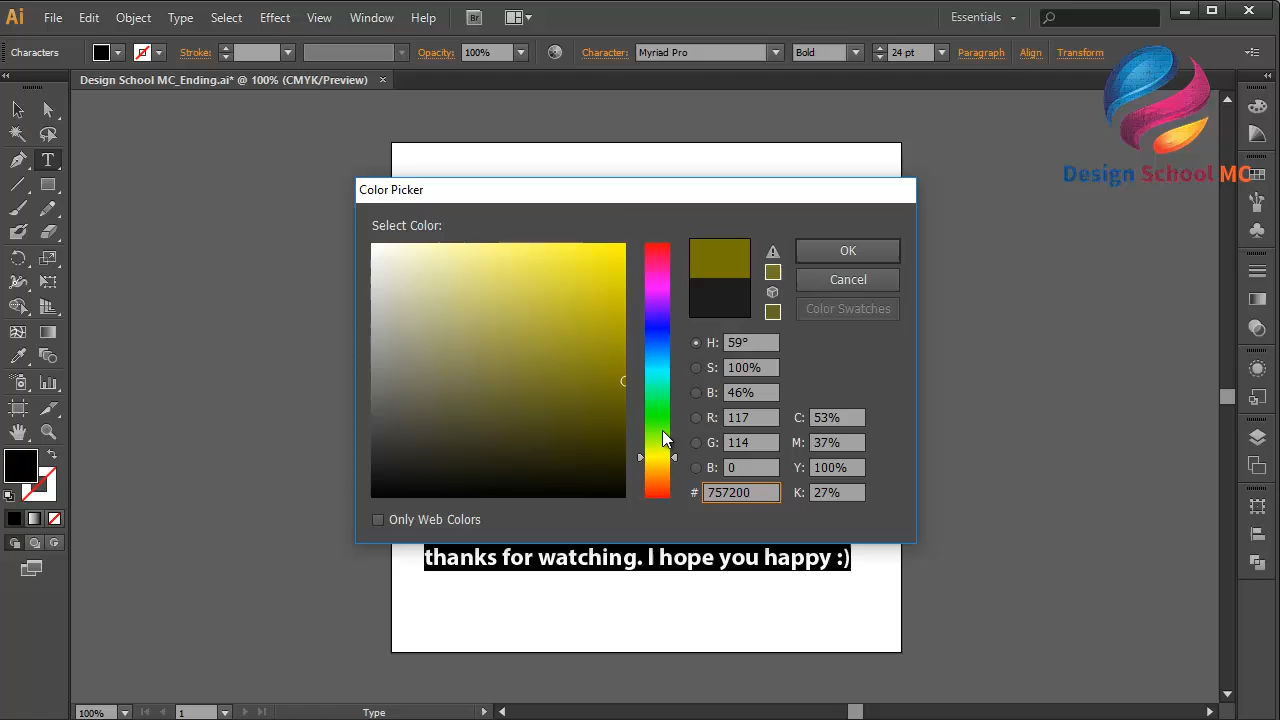 Ai File Edit Object Type Select Effect View Window Help Br Essentials
Characters Stroke: Opacity: 100% Character: Myriad Pro Bold 24 pt Paragraph Align Transform
Design School MC_Ending.ai* @ 100% (CMYK/Preview) ×
Design School MC
Color Picker
Select Color:
OK
Cancel
Color Swatches
H: 59°
S: 100%
B: 46%
R: 117 C: 53%
G: 114 M: 37%
B: 0 Y: 100%
# 757200 K: 27%
Only Web Colors
thanks for watching. I hope you happy :)
100% 1 Type